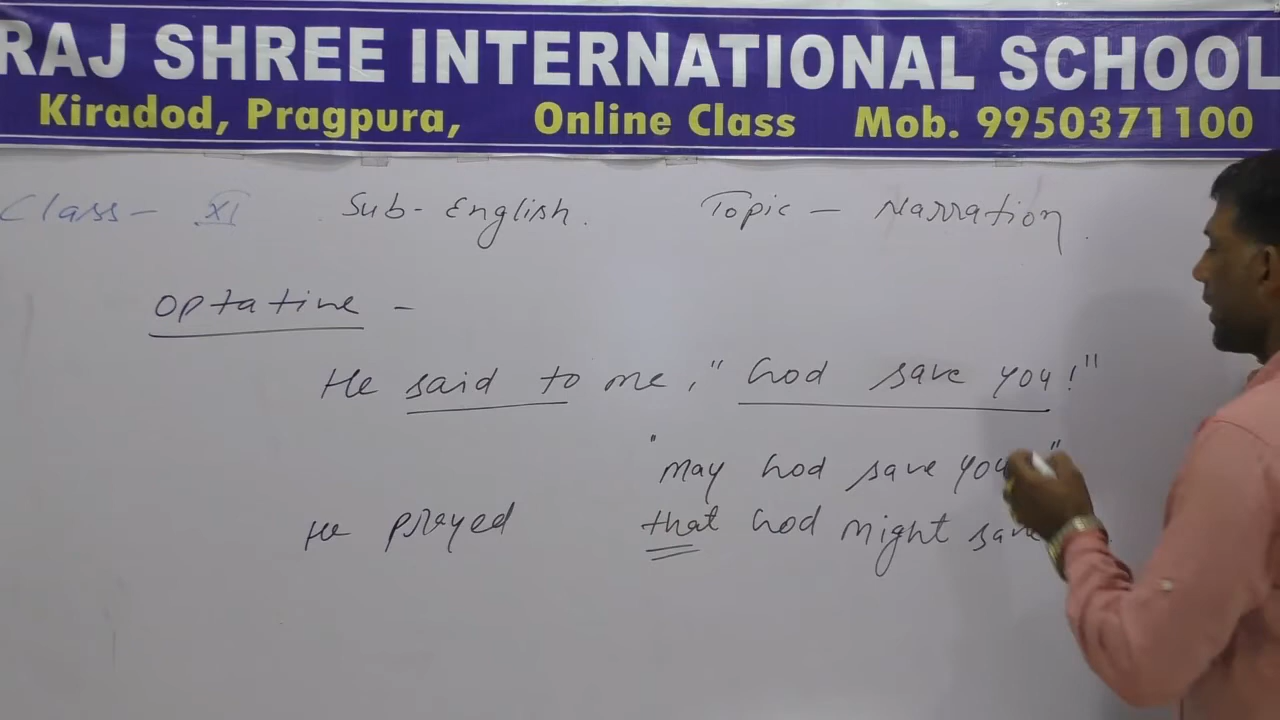 RAJ SHREE INTERNATIONAL SCHOOL
Kiradod, Pragpura, Online Class Mob. 9950371100
Class - XI Sub- English. Topic - Narration.
Optative -
He said to me, " God save you! "
" may God save you "
He prayed that God might save